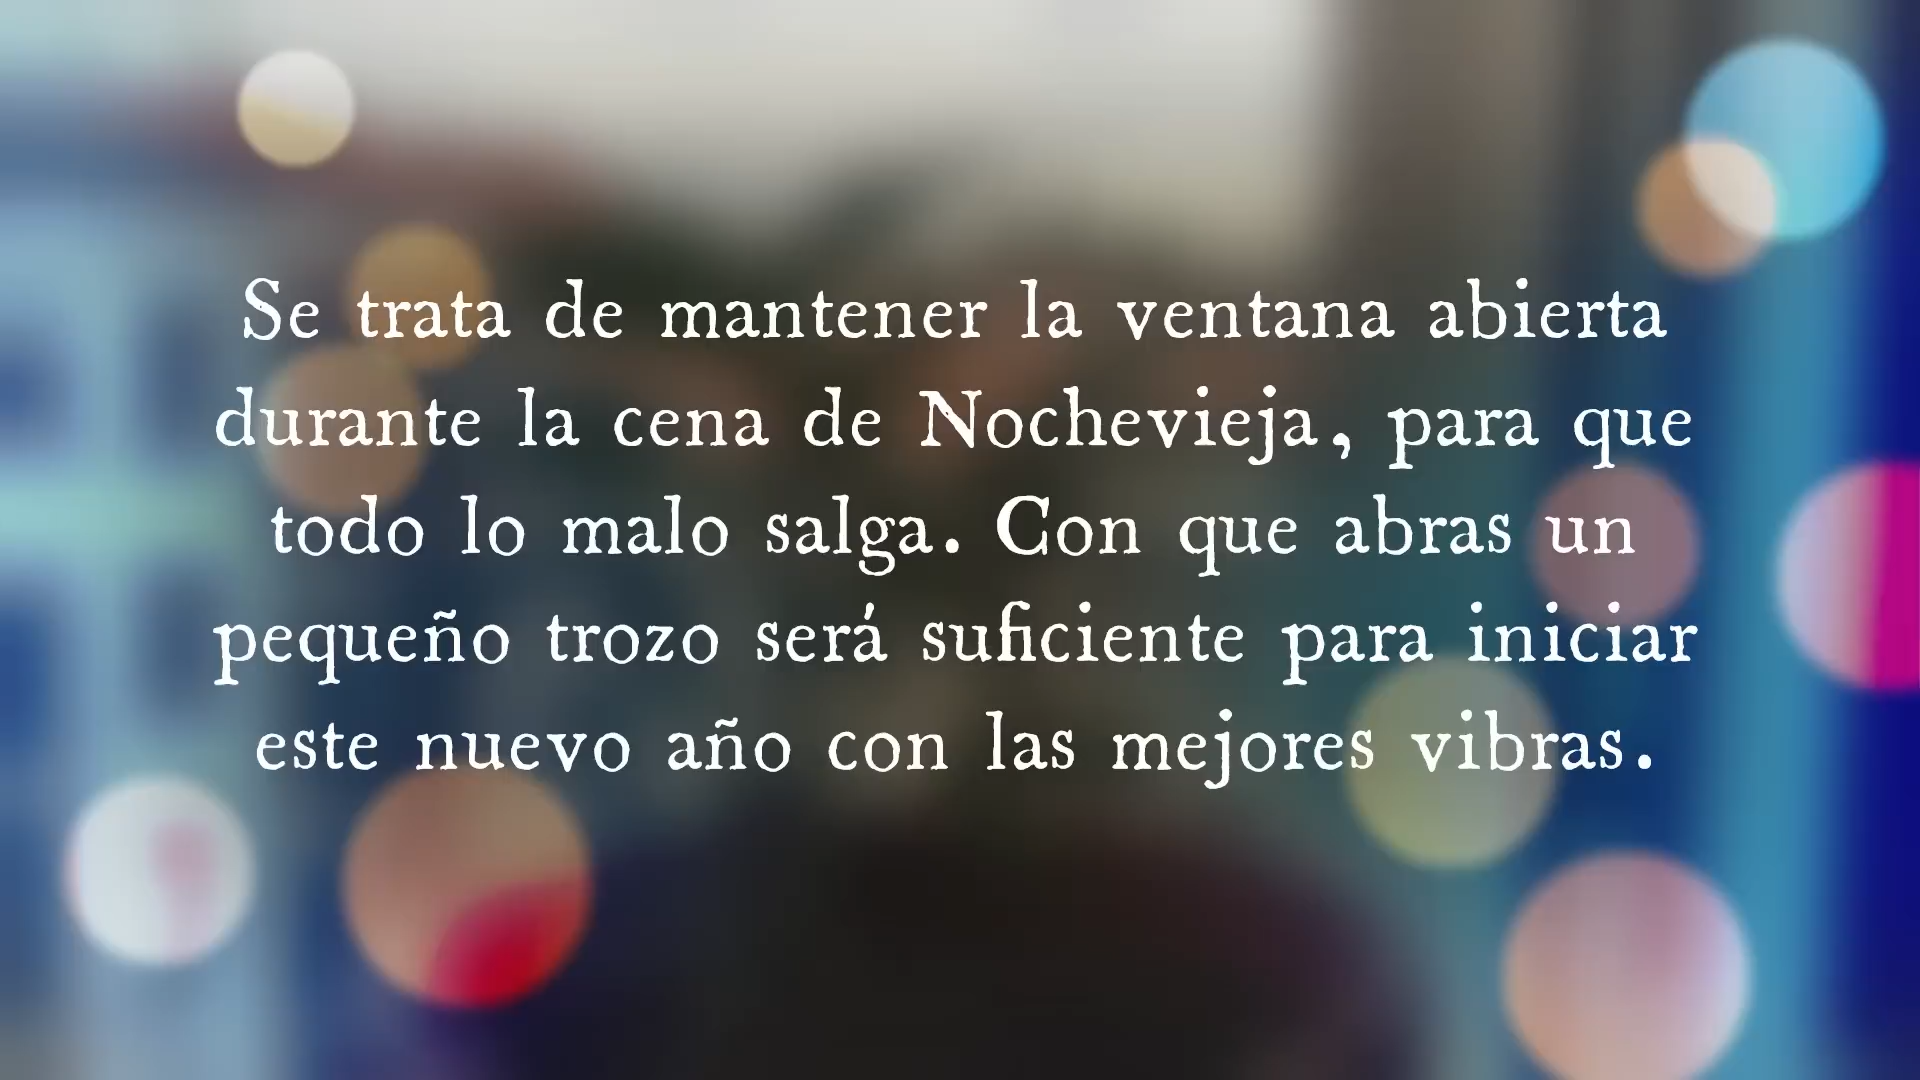 Se trata de mantener la ventana abierta
durante la cena de Nochevieja, para que
todo lo malo salga. Con que abras un
pequeño trozo será suficiente para iniciar
este nuevo año con las mejores vibras.